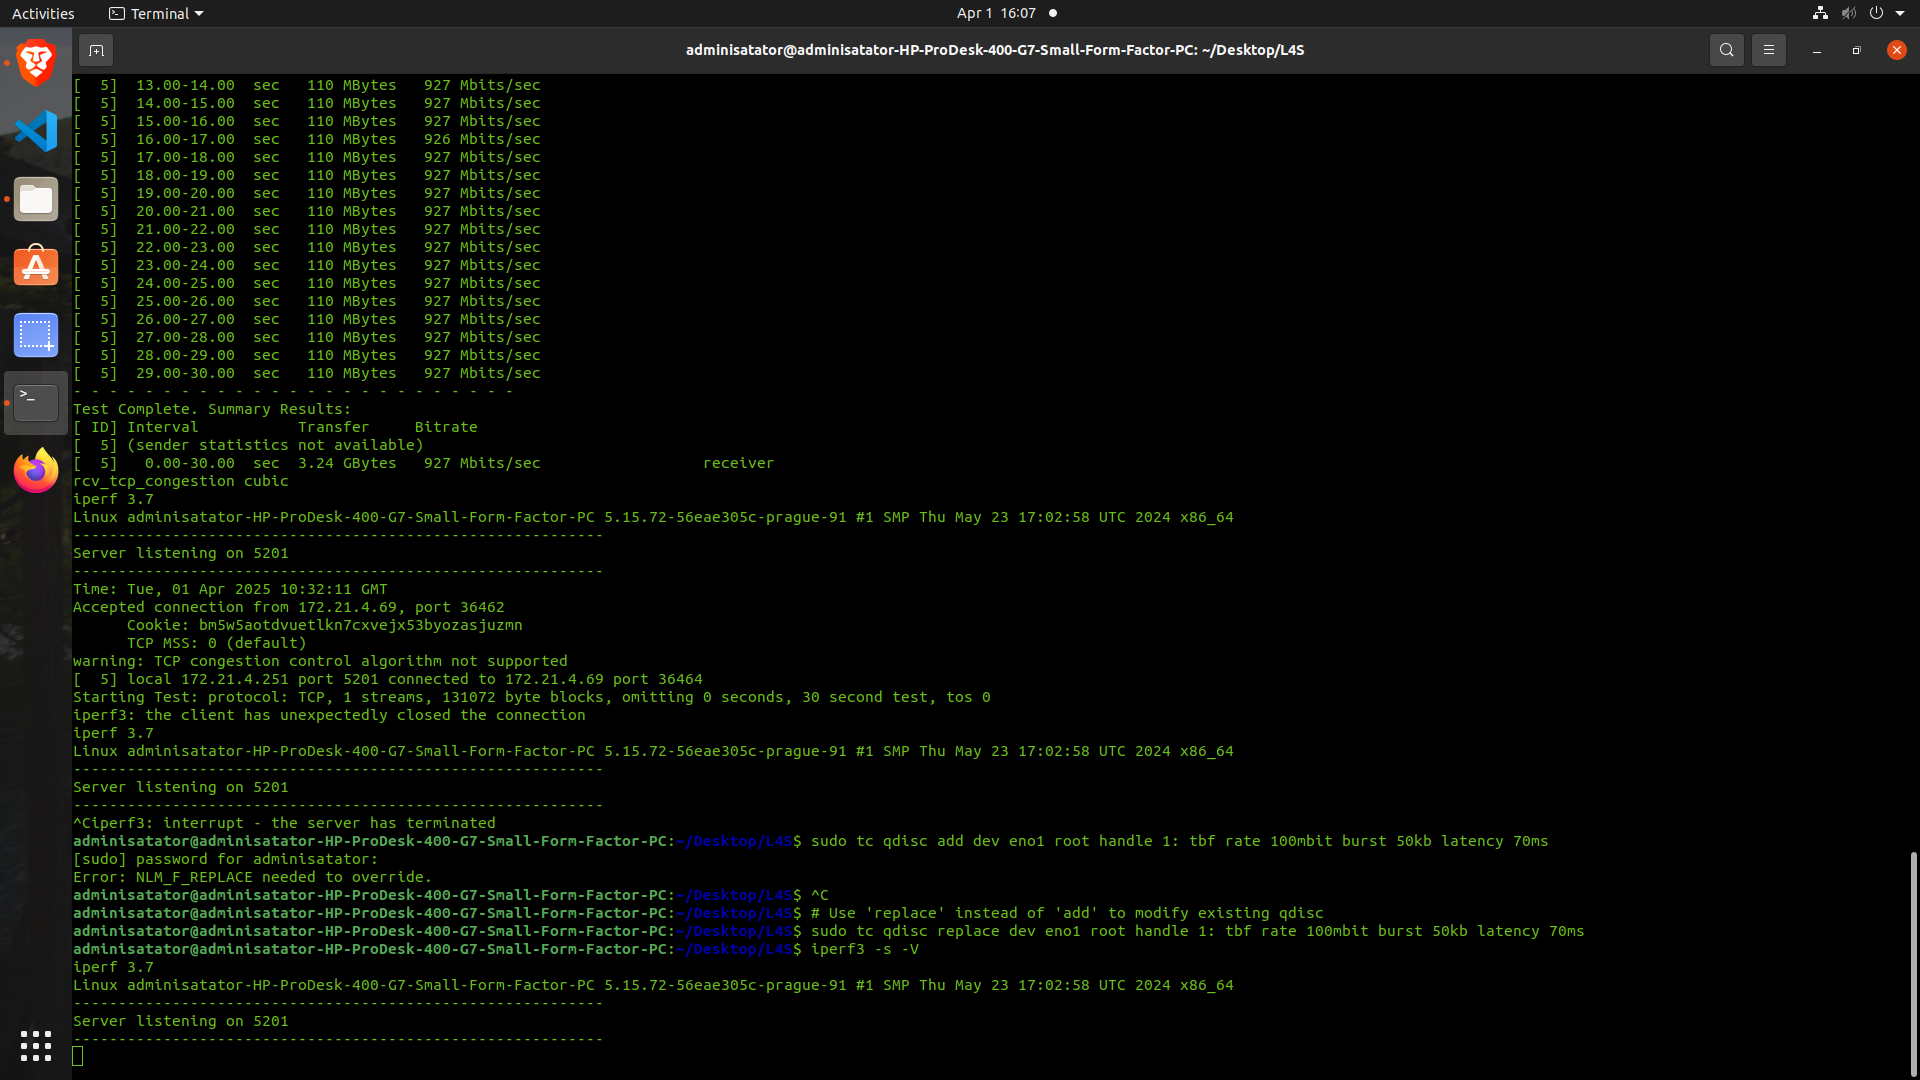 Activities
Terminal
Apr 1 16:07
adminisatator@adminisatator-HP-ProDesk-400-G7-Small-Form-Factor-PC: ~/Desktop/L4S
[  5]  13.00-14.00  sec   110 MBytes   927 Mbits/sec
[  5]  14.00-15.00  sec   110 MBytes   927 Mbits/sec
[  5]  15.00-16.00  sec   110 MBytes   927 Mbits/sec
[  5]  16.00-17.00  sec   110 MBytes   926 Mbits/sec
[  5]  17.00-18.00  sec   110 MBytes   927 Mbits/sec
[  5]  18.00-19.00  sec   110 MBytes   927 Mbits/sec
[  5]  19.00-20.00  sec   110 MBytes   927 Mbits/sec
[  5]  20.00-21.00  sec   110 MBytes   927 Mbits/sec
[  5]  21.00-22.00  sec   110 MBytes   927 Mbits/sec
[  5]  22.00-23.00  sec   110 MBytes   927 Mbits/sec
[  5]  23.00-24.00  sec   110 MBytes   927 Mbits/sec
[  5]  24.00-25.00  sec   110 MBytes   927 Mbits/sec
[  5]  25.00-26.00  sec   110 MBytes   927 Mbits/sec
[  5]  26.00-27.00  sec   110 MBytes   927 Mbits/sec
[  5]  27.00-28.00  sec   110 MBytes   927 Mbits/sec
[  5]  28.00-29.00  sec   110 MBytes   927 Mbits/sec
[  5]  29.00-30.00  sec   110 MBytes   927 Mbits/sec
- - - - - - - - - - - - - - - - - - - - - - - - -
Test Complete. Summary Results:
[ ID] Interval           Transfer     Bitrate
[  5] (sender statistics not available)
[  5]   0.00-30.00  sec  3.24 GBytes   927 Mbits/sec                  receiver
rcv_tcp_congestion cubic
iperf 3.7
Linux adminisatator-HP-ProDesk-400-G7-Small-Form-Factor-PC 5.15.72-56eae305c-prague-91 #1 SMP Thu May 23 17:02:58 UTC 2024 x86_64
-----------------------------------------------------------
Server listening on 5201
-----------------------------------------------------------
Time: Tue, 01 Apr 2025 10:32:11 GMT
Accepted connection from 172.21.4.69, port 36462
      Cookie: bm5w5aotdvuetlkn7cxvejx53byozasjuzmn
      TCP MSS: 0 (default)
warning: TCP congestion control algorithm not supported
[  5] local 172.21.4.251 port 5201 connected to 172.21.4.69 port 36464
Starting Test: protocol: TCP, 1 streams, 131072 byte blocks, omitting 0 seconds, 30 second test, tos 0
iperf3: the client has unexpectedly closed the connection
iperf 3.7
Linux adminisatator-HP-ProDesk-400-G7-Small-Form-Factor-PC 5.15.72-56eae305c-prague-91 #1 SMP Thu May 23 17:02:58 UTC 2024 x86_64
-----------------------------------------------------------
Server listening on 5201
-----------------------------------------------------------
^Ciperf3: interrupt - the server has terminated
adminisatator@adminisatator-HP-ProDesk-400-G7-Small-Form-Factor-PC:~/Desktop/L4S$ sudo tc qdisc add dev eno1 root handle 1: tbf rate 100mbit burst 50kb latency 70ms
[sudo] password for adminisatator:
Error: NLM_F_REPLACE needed to override.
adminisatator@adminisatator-HP-ProDesk-400-G7-Small-Form-Factor-PC:~/Desktop/L4S$ ^C
adminisatator@adminisatator-HP-ProDesk-400-G7-Small-Form-Factor-PC:~/Desktop/L4S$ # Use 'replace' instead of 'add' to modify existing qdisc
adminisatator@adminisatator-HP-ProDesk-400-G7-Small-Form-Factor-PC:~/Desktop/L4S$ sudo tc qdisc replace dev eno1 root handle 1: tbf rate 100mbit burst 50kb latency 70ms
adminisatator@adminisatator-HP-ProDesk-400-G7-Small-Form-Factor-PC:~/Desktop/L4S$ iperf3 -s -V
iperf 3.7
Linux adminisatator-HP-ProDesk-400-G7-Small-Form-Factor-PC 5.15.72-56eae305c-prague-91 #1 SMP Thu May 23 17:02:58 UTC 2024 x86_64
-----------------------------------------------------------
Server listening on 5201
-----------------------------------------------------------